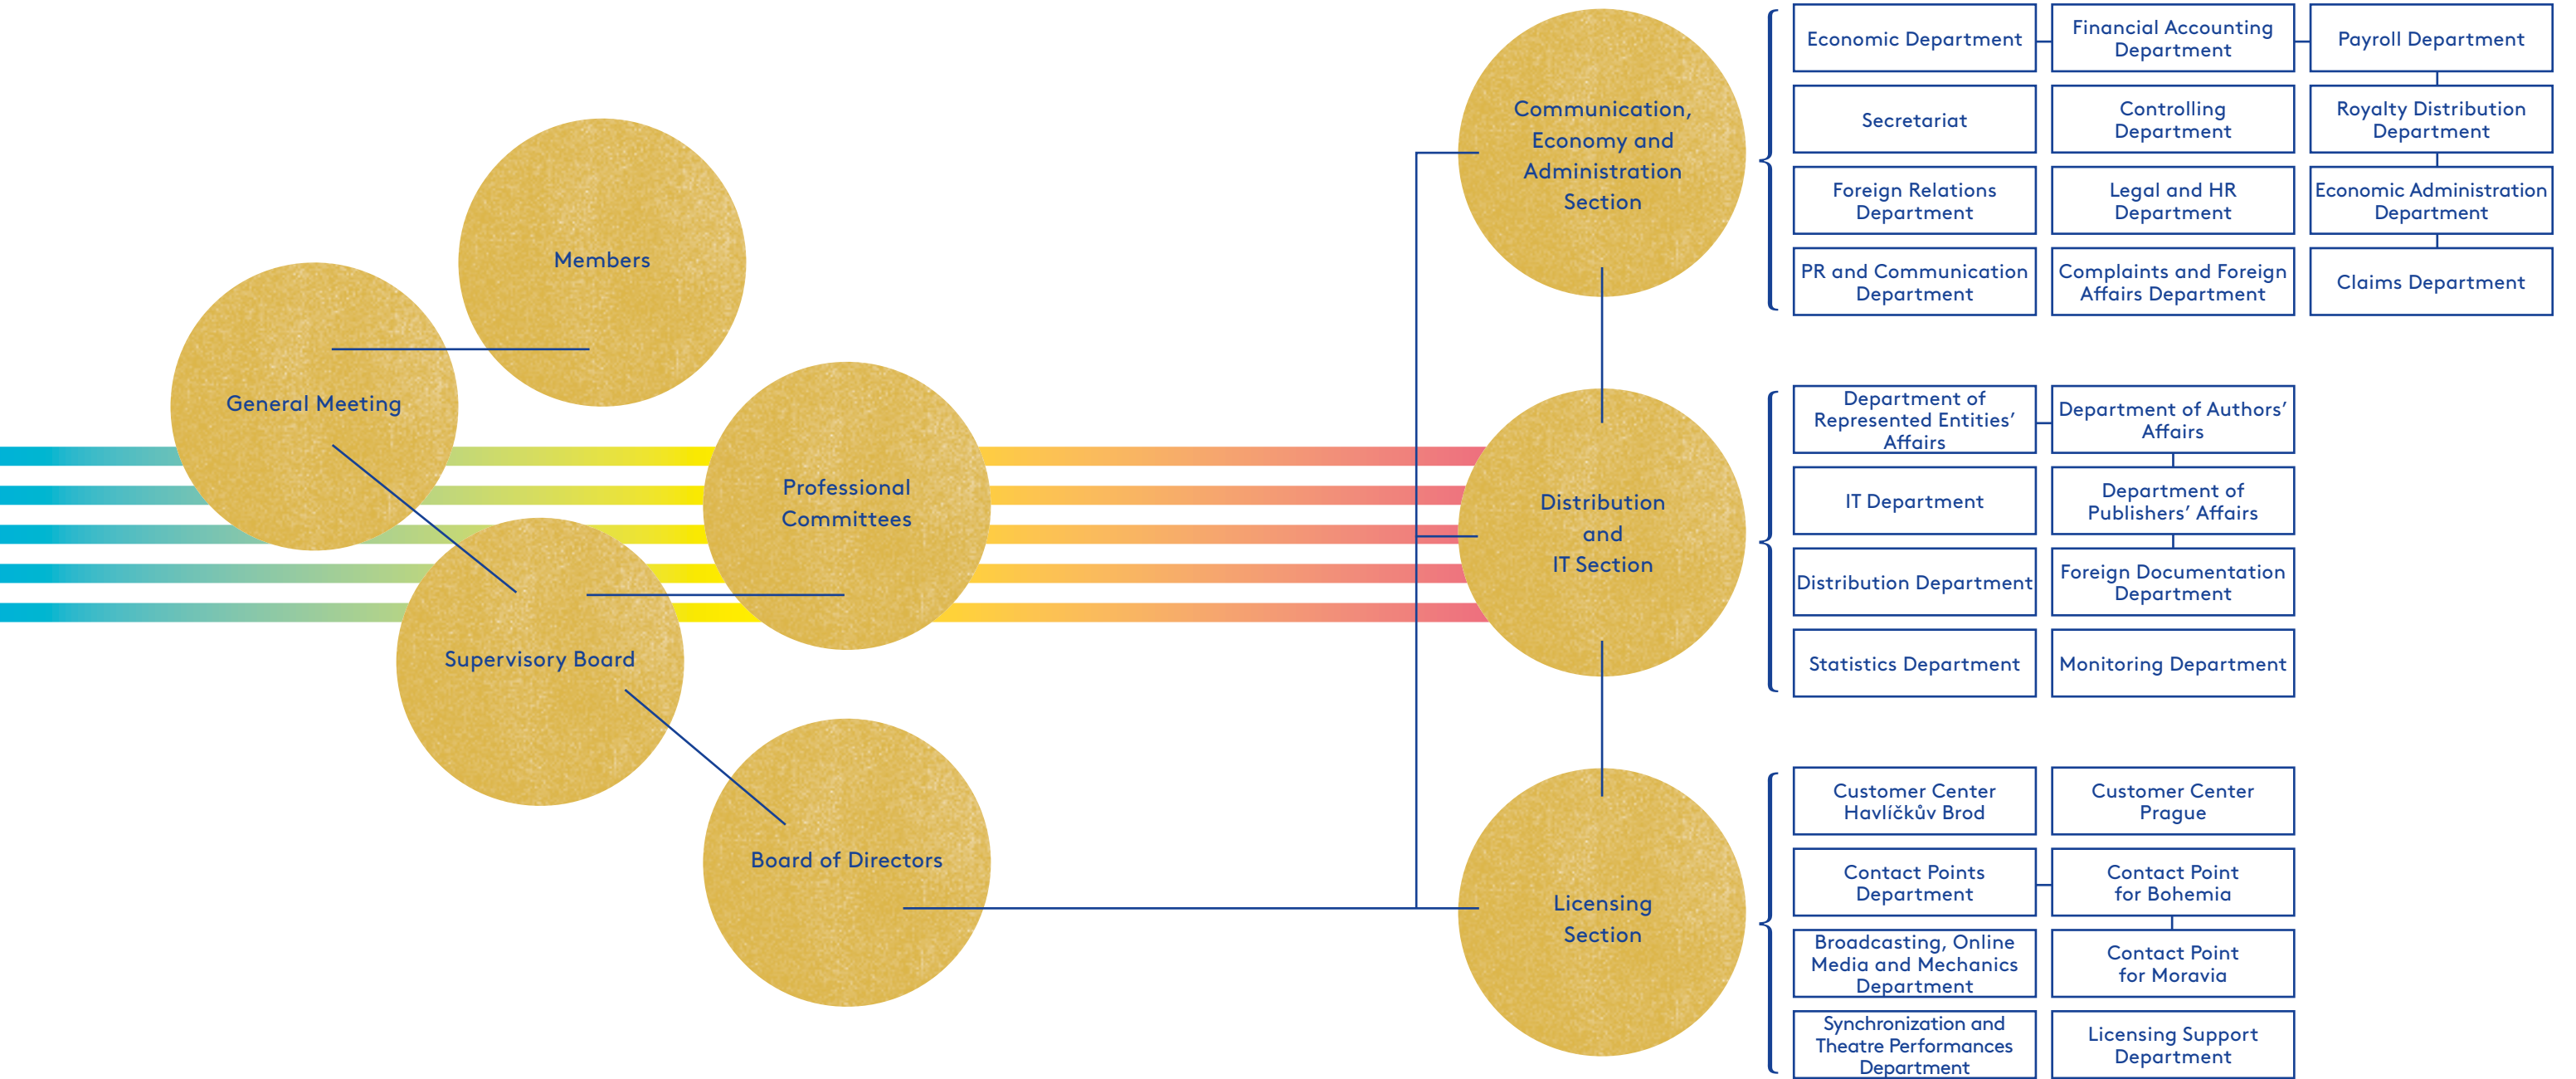 Members
General Meeting
Professional
Committees
Supervisory Board
Board of Directors
Communication,
Economy and
Administration
Section
Economic Department
Financial Accounting
Department
Payroll Department
Secretariat
Controlling
Department
Royalty Distribution
Department
Foreign Relations
Department
Legal and HR
Department
Economic Administration
Department
PR and Communication
Department
Complaints and Foreign
Affairs Department
Claims Department
Distribution
and
IT Section
Department of
Represented Entities’
Affairs
Department of Authors’
Affairs
IT Department
Department of
Publishers’ Affairs
Distribution Department
Foreign Documentation
Department
Statistics Department
Monitoring Department
Licensing
Section
Customer Center
Havlíčkův Brod
Customer Center
Prague
Contact Points
Department
Contact Point
for Bohemia
Broadcasting, Online
Media and Mechanics
Department
Contact Point
for Moravia
Synchronization and
Theatre Performances
Department
Licensing Support
Department